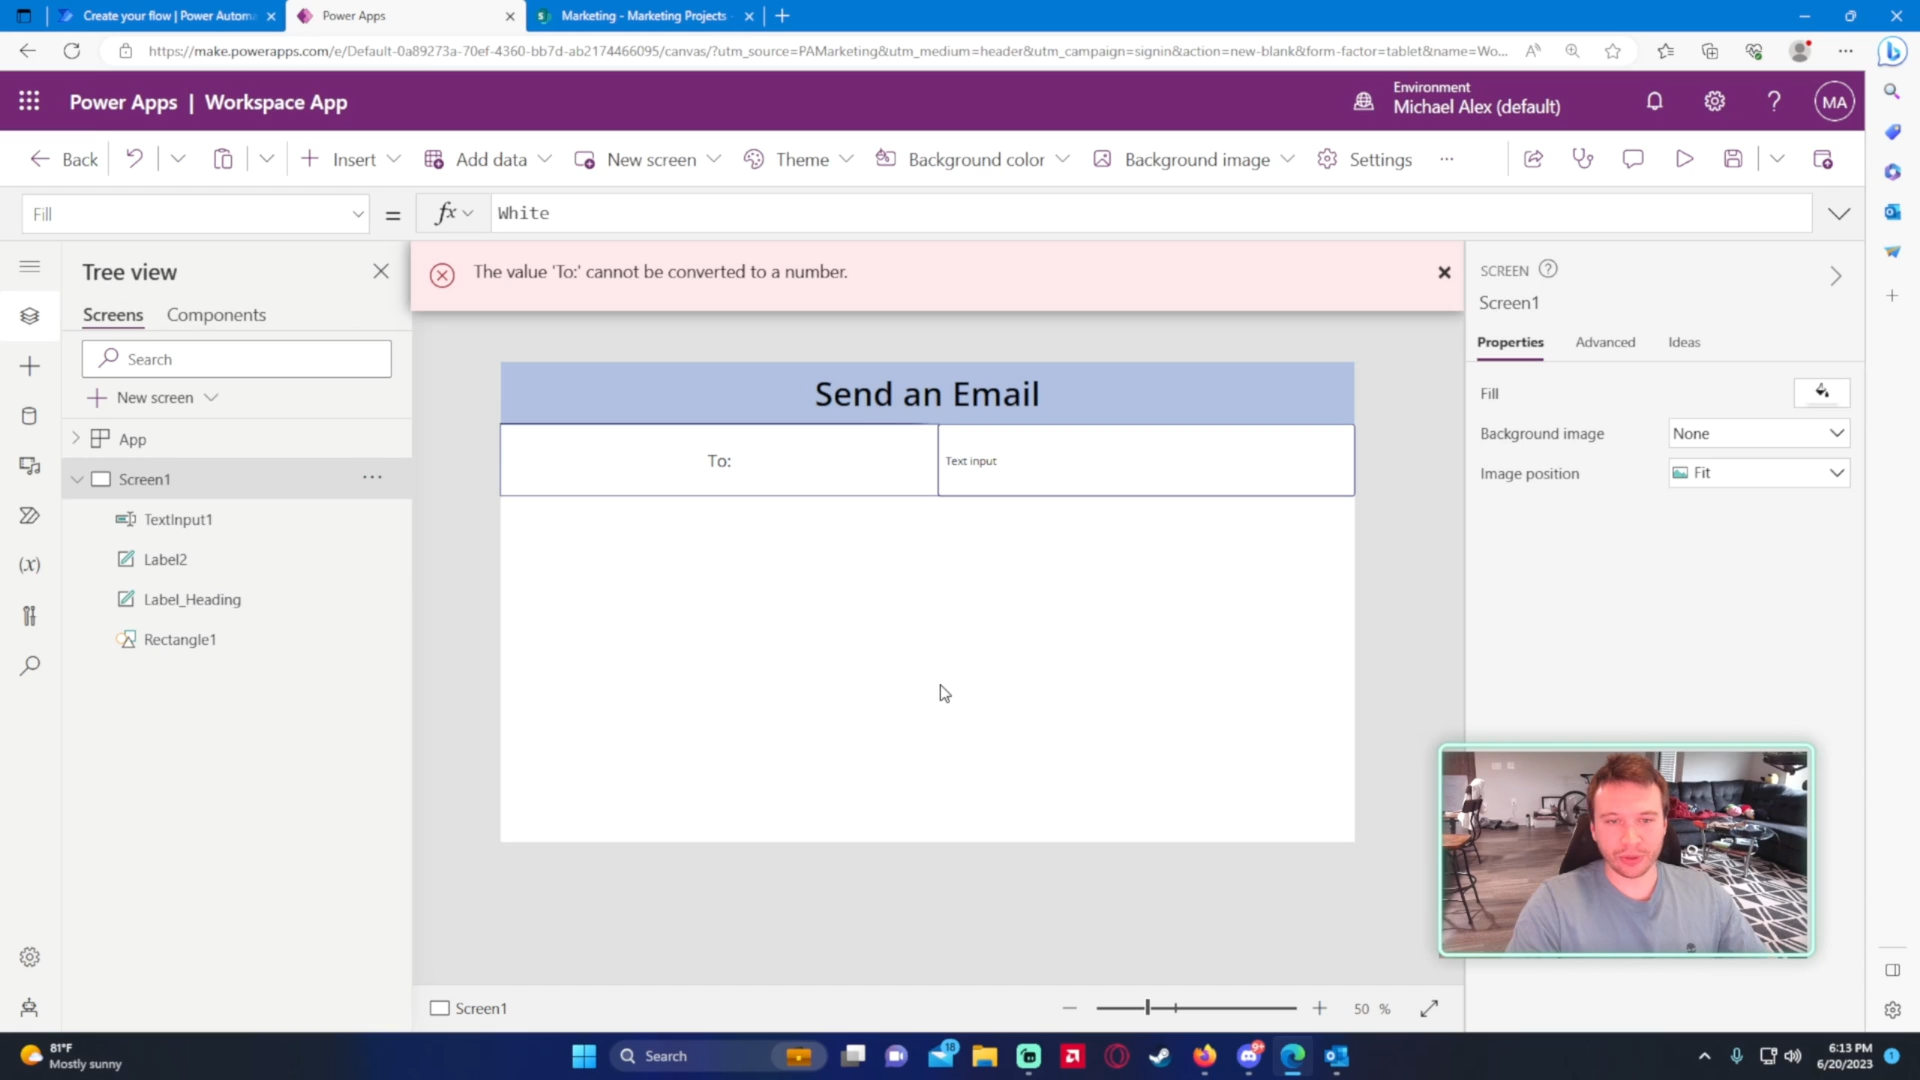 Create your flow | Power Autom
Power Apps
Marketing - Marketing Projects
https://make.powerapps.com/e/Default-0a89273a-70ef-4360-bb7d-ab2174466095/canvas/?utm_source=PAMarketing&utm_medium=header&utm_campaign=signin&action=new-blank&form-factor=tablet&name=Wo...
Power Apps | Workspace App
Environment
Michael Alex (default)
MA
Back
Insert
Add data
New screen
Theme
Background color
Background image
Settings
Fill
=
fx
White
Tree view
Screens
Components
Search
New screen
App
Screen1
TextInput1
Label2
Label_Heading
Rectangle1
The value 'To:' cannot be converted to a number.
Send an Email
To:
Text input
SCREEN
Screen1
Properties
Advanced
Ideas
Fill
Background image
None
Image position
Fit
Screen1
50 %
81°F
Mostly sunny
Search
18
9+
6:13 PM
6/20/2023
1